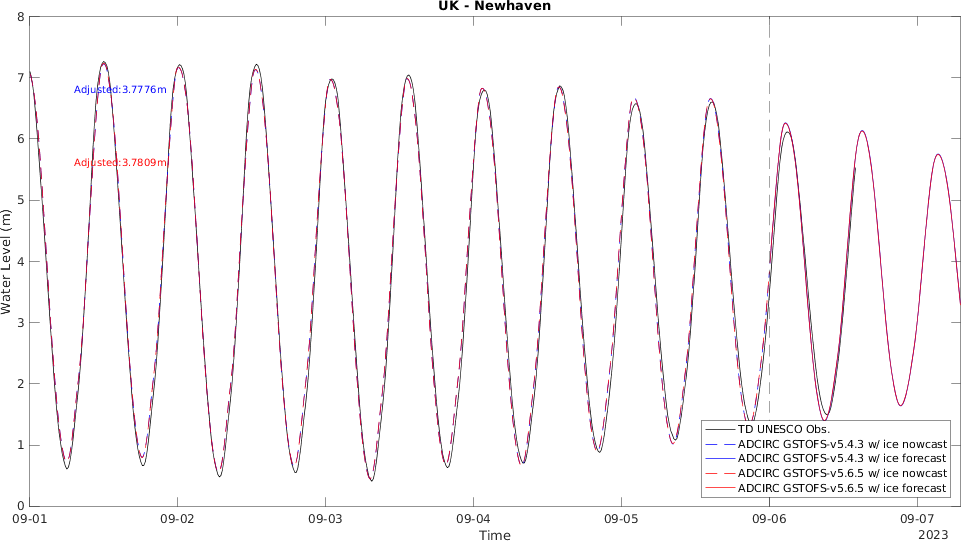 UK - Newhaven
8
7
6
5
4
3
2
1
0
Water Level (m)
Adjusted:3.7776m
Adjusted:3.7809m
TD UNESCO Obs.
ADCIRC GSTOFS-v5.4.3 w/ ice nowcast
ADCIRC GSTOFS-v5.4.3 w/ ice forecast
ADCIRC GSTOFS-v5.6.5 w/ ice nowcast
ADCIRC GSTOFS-v5.6.5 w/ ice forecast
09-01 09-02 09-03 09-04 09-05 09-06 09-07
Time
2023